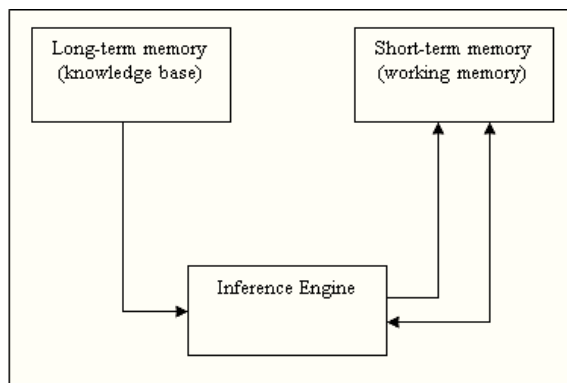 Long-term memory
(knowledge base)
Short-term memory
(working memory)
Inference Engine